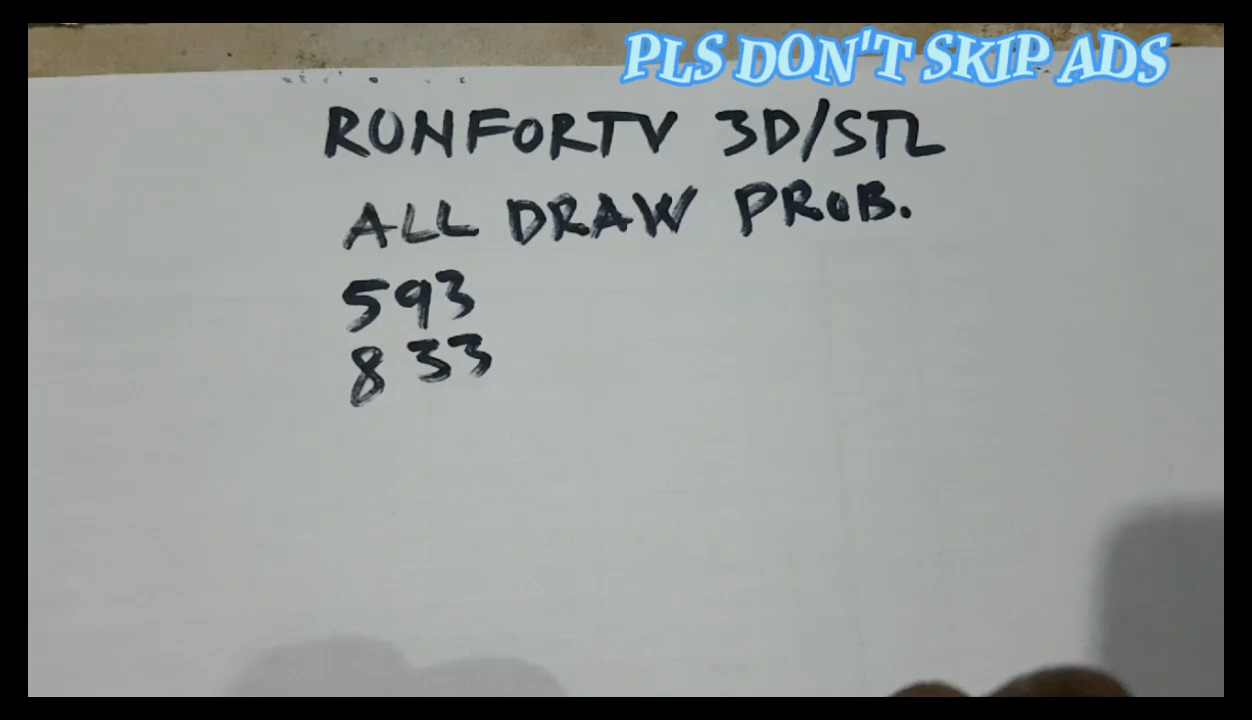 PLS DON'T SKIP ADS
RUNFORTV 3D/STL
ALL DRAW PROB.
593
833